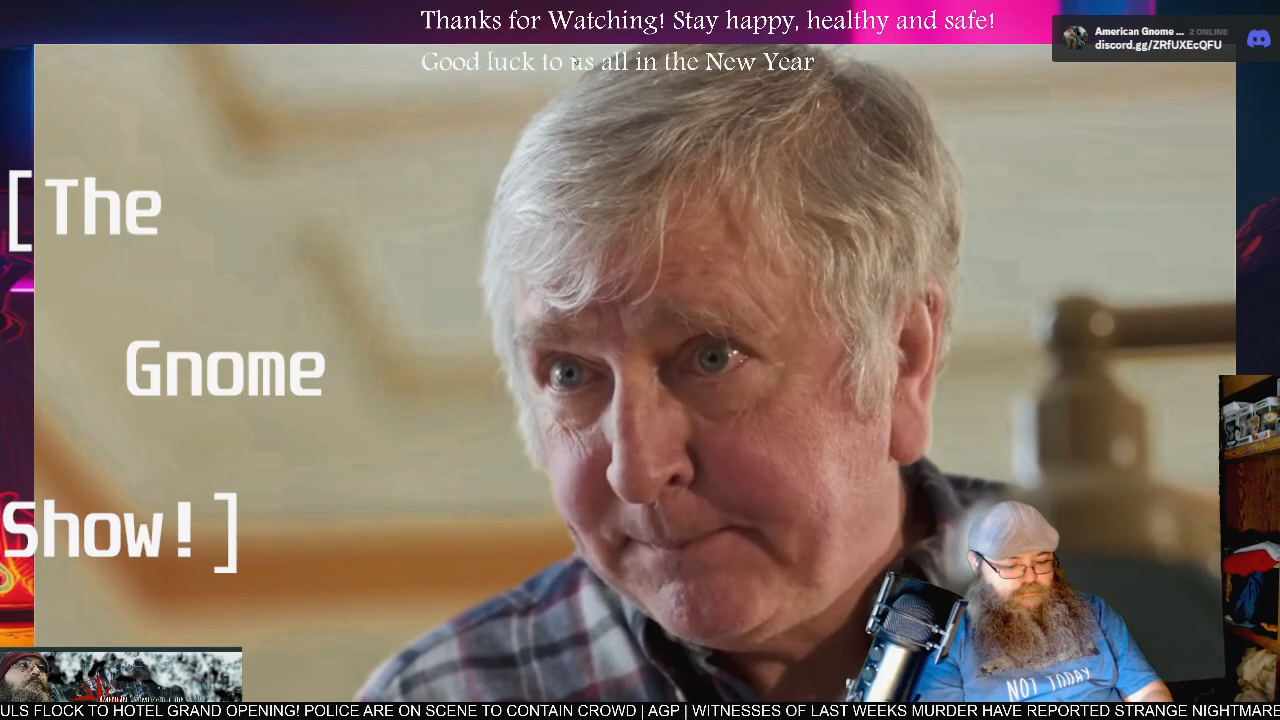 Thanks for Watching! Stay happy, healthy and safe!
Good luck to us all in the New Year
American Gnome ... 2 ONLINE
discord.gg/ZRfUXEcQFU
[The
Gnome
Show!]
NOT TODAY
ULS FLOCK TO HOTEL GRAND OPENING! POLICE ARE ON SCENE TO CONTAIN CROWD | AGP | WITNESSES OF LAST WEEKS MURDER HAVE REPORTED STRANGE NIGHTMARE